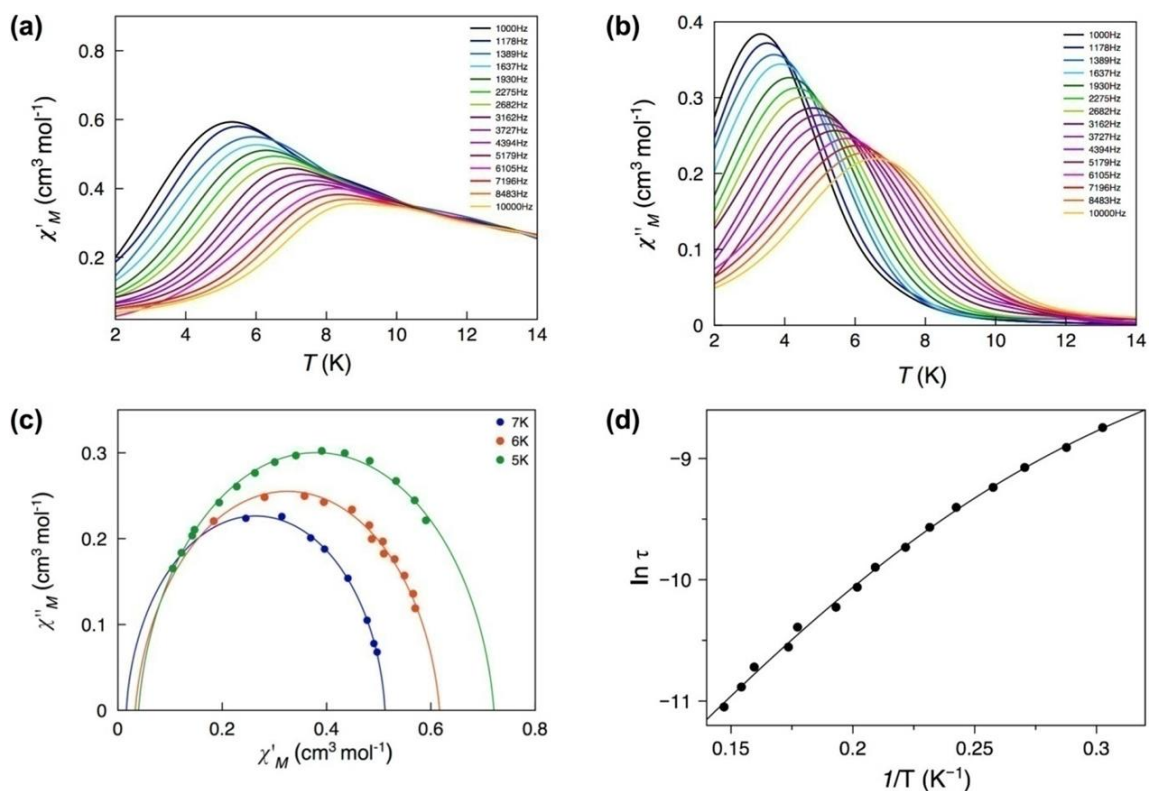 (a)
0.8
0.6
0.4
0.2
χ'M (cm³ mol⁻¹)
2 4 6 8 10 12 14
T (K)
1000Hz
1178Hz
1389Hz
1637Hz
1930Hz
2275Hz
2682Hz
3162Hz
3727Hz
4394Hz
5179Hz
6105Hz
7196Hz
8483Hz
10000Hz
(b)
0.4
0.3
0.2
0.1
0
χ''M (cm³ mol⁻¹)
2 4 6 8 10 12 14
T (K)
1000Hz
1178Hz
1389Hz
1637Hz
1930Hz
2275Hz
2682Hz
3162Hz
3727Hz
4394Hz
5179Hz
6105Hz
7196Hz
8483Hz
10000Hz
(c)
0.3
0.2
0.1
0
χ''M (cm³ mol⁻¹)
0 0.2 0.4 0.6 0.8
χ'M (cm³ mol⁻¹)
7K
6K
5K
(d)
−9
−10
−11
ln τ
0.15 0.2 0.25 0.3
1/T (K⁻¹)